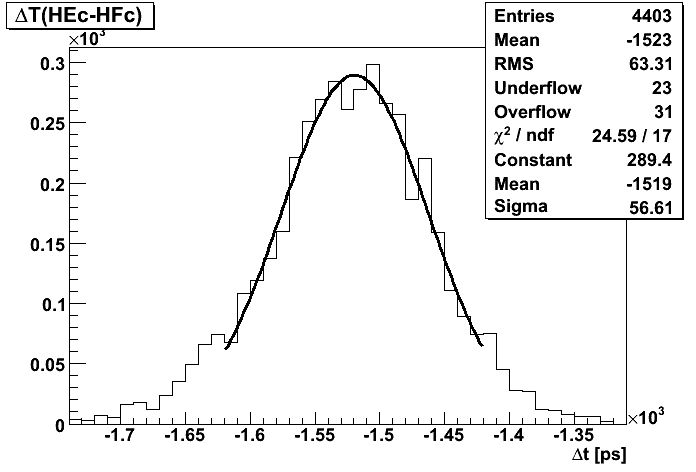 ΔT(HEc-HFc)
×10³
Entries 4403
Mean -1523
RMS 63.31
Underflow 23
Overflow 31
χ² / ndf 24.59 / 17
Constant 289.4
Mean -1519
Sigma 56.61
0.3
0.25
0.2
0.15
0.1
0.05
0
-1.7 -1.65 -1.6 -1.55 -1.5 -1.45 -1.4 -1.35
×10³
Δt [ps]